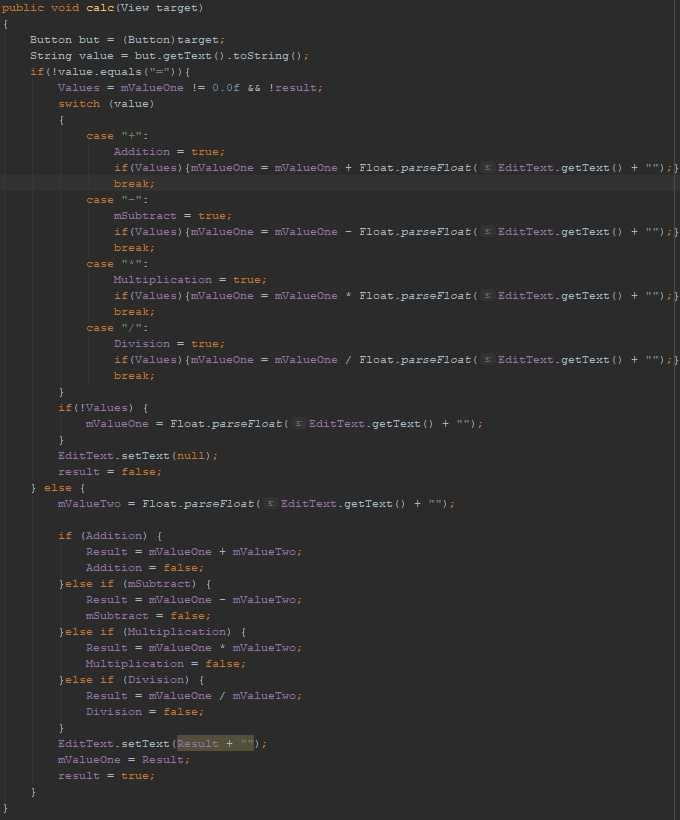 public void calc(View target)
{
    Button but = (Button)target;
    String value = but.getText().toString();
    if(!value.equals("=")){
        Values = mValueOne != 0.0f && !result;
        switch (value)
        {
            case "+":
                Addition = true;
                if(Values){mValueOne = mValueOne + Float.parseFloat( s: EditText.getText() + "");}
                break;
            case "-":
                mSubtract = true;
                if(Values){mValueOne = mValueOne - Float.parseFloat( s: EditText.getText() + "");}
                break;
            case "*":
                Multiplication = true;
                if(Values){mValueOne = mValueOne * Float.parseFloat( s: EditText.getText() + "");}
                break;
            case "/":
                Division = true;
                if(Values){mValueOne = mValueOne / Float.parseFloat( s: EditText.getText() + "");}
                break;
        }
        if(!Values) {
            mValueOne = Float.parseFloat( s: EditText.getText() + "");
        }
        EditText.setText(null);
        result = false;
    } else {
        mValueTwo = Float.parseFloat( s: EditText.getText() + "");

        if (Addition) {
            Result = mValueOne + mValueTwo;
            Addition = false;
        }else if (mSubtract) {
            Result = mValueOne - mValueTwo;
            mSubtract = false;
        }else if (Multiplication) {
            Result = mValueOne * mValueTwo;
            Multiplication = false;
        }else if (Division) {
            Result = mValueOne / mValueTwo;
            Division = false;
        }
        EditText.setText(Result + "");
        mValueOne = Result;
        result = true;
    }
}